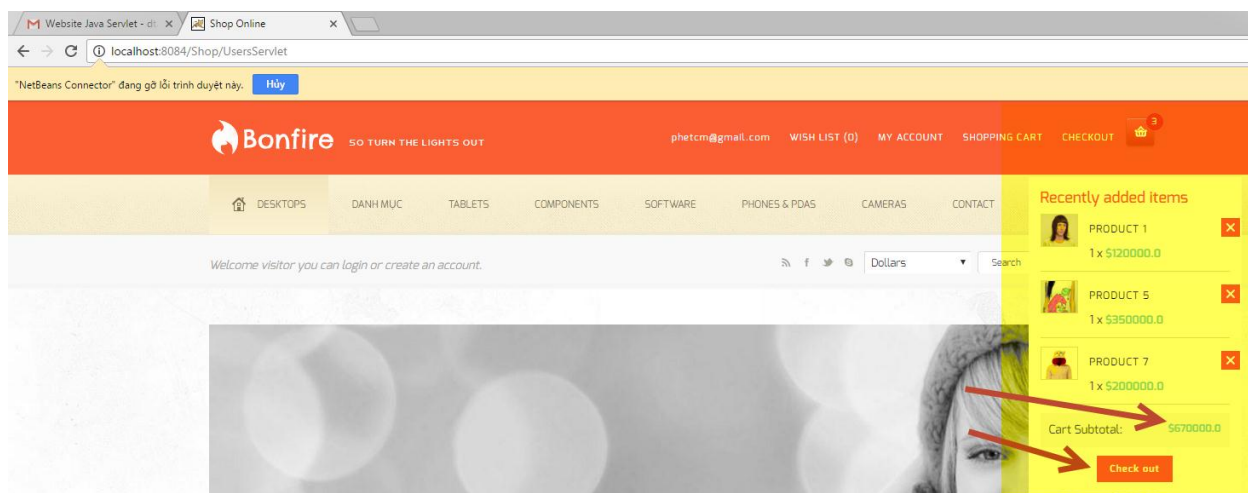 Website Java Servlet - dt
Shop Online
localhost:8084/Shop/UsersServlet
"NetBeans Connector" đang gỡ lỗi trình duyệt này. Hủy
Bonfire SO TURN THE LIGHTS OUT
phetcm@gmail.com WISH LIST (0) MY ACCOUNT SHOPPING CART CHECKOUT 3
DESKTOPS DANH MỤC TABLETS COMPONENTS SOFTWARE PHONES & PDAS CAMERAS CONTACT
Welcome visitor you can login or create an account.
Dollars Search
Recently added items
PRODUCT 1
1 x $120000.0
PRODUCT 5
1 x $350000.0
PRODUCT 7
1 x $200000.0
Cart Subtotal: $670000.0
Check out